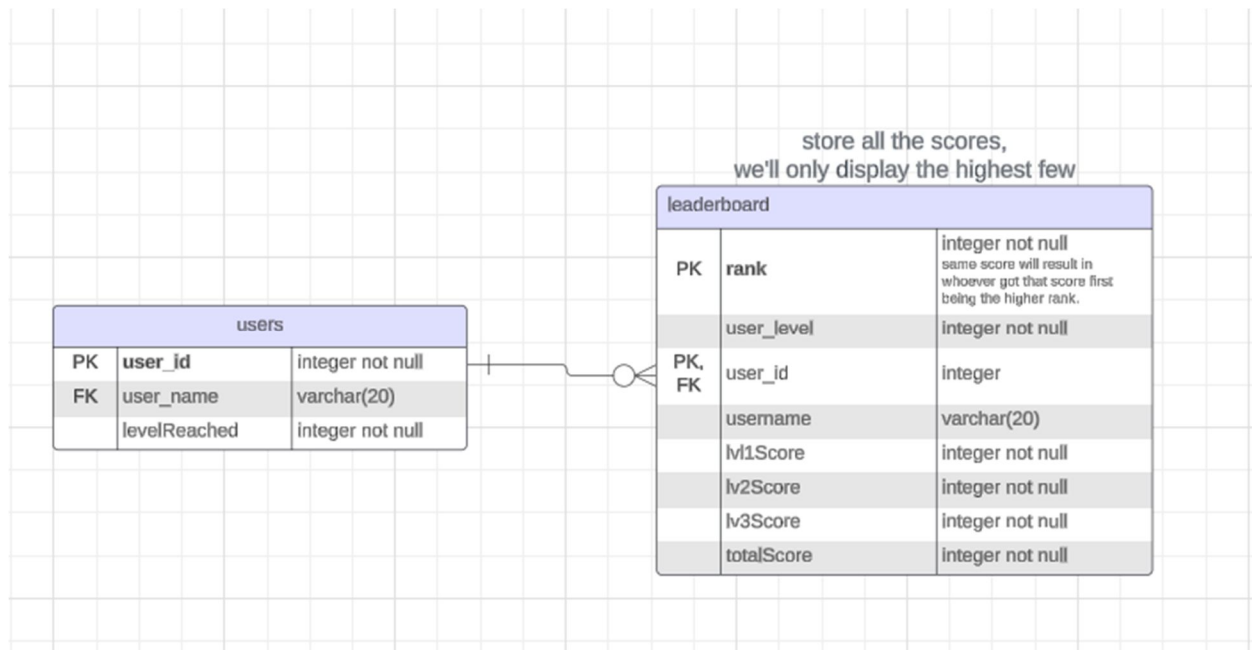 store all the scores,
we'll only display the highest few
leaderboard
PK rank integer not null
same score will result in
whoever got that score first
being the higher rank.
user_level integer not null
PK,
FK user_id integer
username varchar(20)
lvl1Score integer not null
lv2Score integer not null
lv3Score integer not null
totalScore integer not null
users
PK user_id integer not null
FK user_name varchar(20)
levelReached integer not null